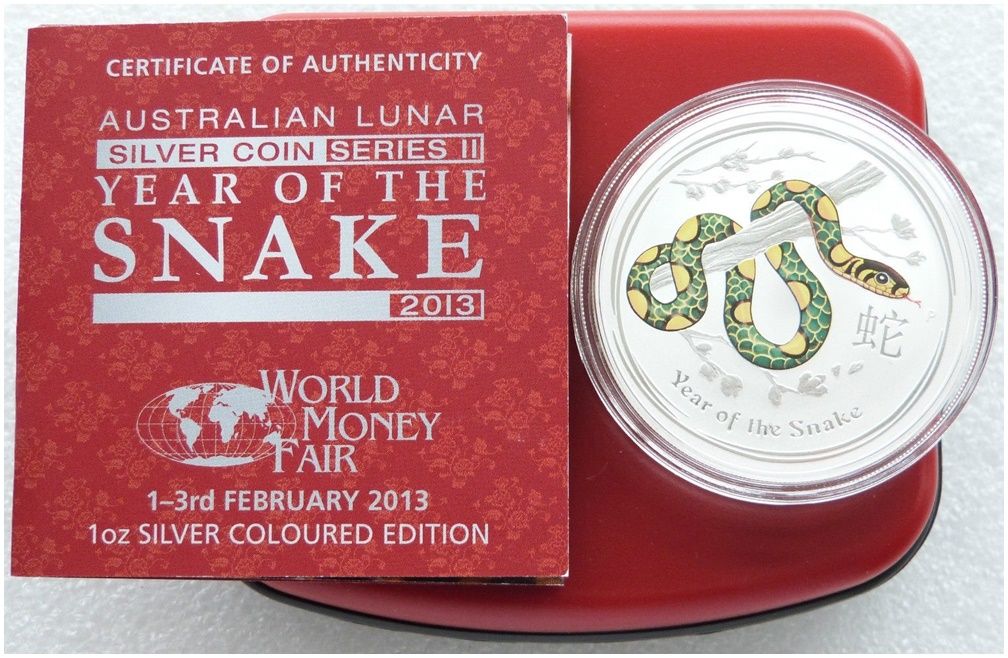 CERTIFICATE OF AUTHENTICITY
AUSTRALIAN LUNAR
SILVER COIN SERIES II
YEAR OF THE
SNAKE
2013
WORLD
MONEY
FAIR
1–3rd FEBRUARY 2013
1oz SILVER COLOURED EDITION
P
蛇
Year of the Snake